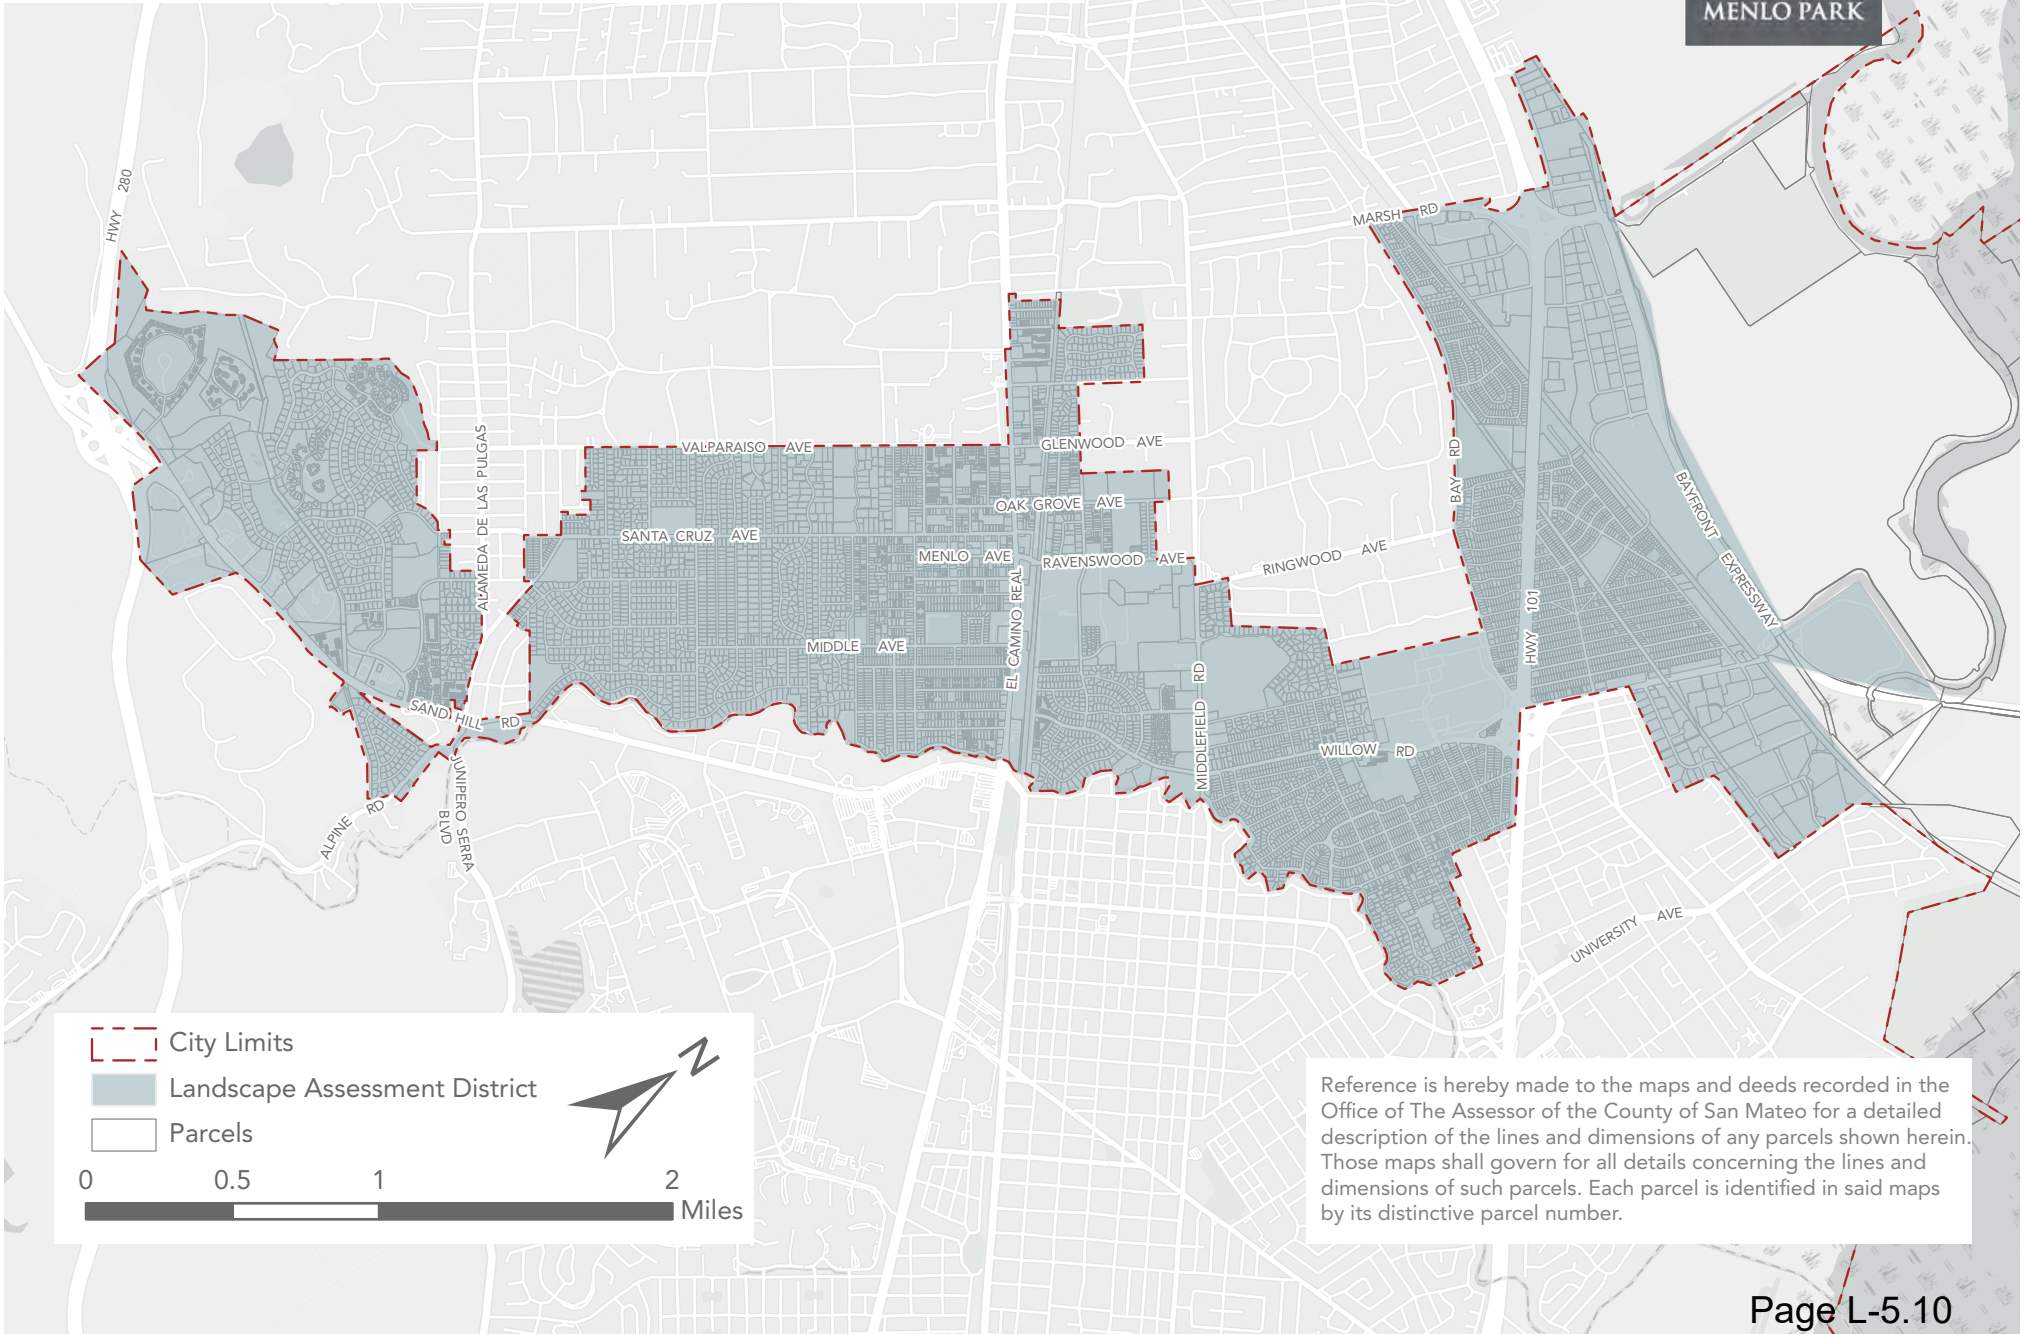 MENLO PARK
HWY 280
MARSH RD
VALPARAISO AVE
GLENWOOD AVE
ALAMEDA DE LAS PULGAS
BAY RD
OAK GROVE AVE
SANTA CRUZ AVE
MENLO AVE
RAVENSWOOD AVE
RINGWOOD AVE
BAYFRONT EXPRESSWAY
EL CAMINO REAL
HWY 101
MIDDLE AVE
MIDDLEFIELD RD
SAND HILL RD
WILLOW RD
JUNIPERO SERRA
BLVD
ALPINE RD
UNIVERSITY AVE
City Limits
N
Landscape Assessment District
Parcels
0 0.5 1 2
Miles
Reference is hereby made to the maps and deeds recorded in the
Office of The Assessor of the County of San Mateo for a detailed
description of the lines and dimensions of any parcels shown herein.
Those maps shall govern for all details concerning the lines and
dimensions of such parcels. Each parcel is identified in said maps
by its distinctive parcel number.
Page L-5.10